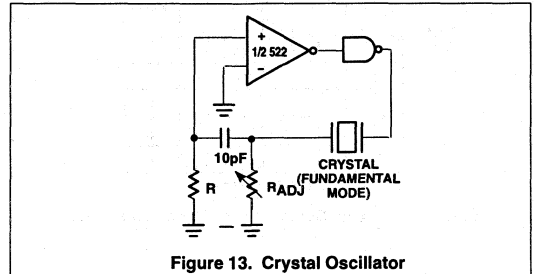 +
1/2 522
−
10pF
R
RADJ
CRYSTAL
(FUNDAMENTAL
MODE)
Figure 13. Crystal Oscillator